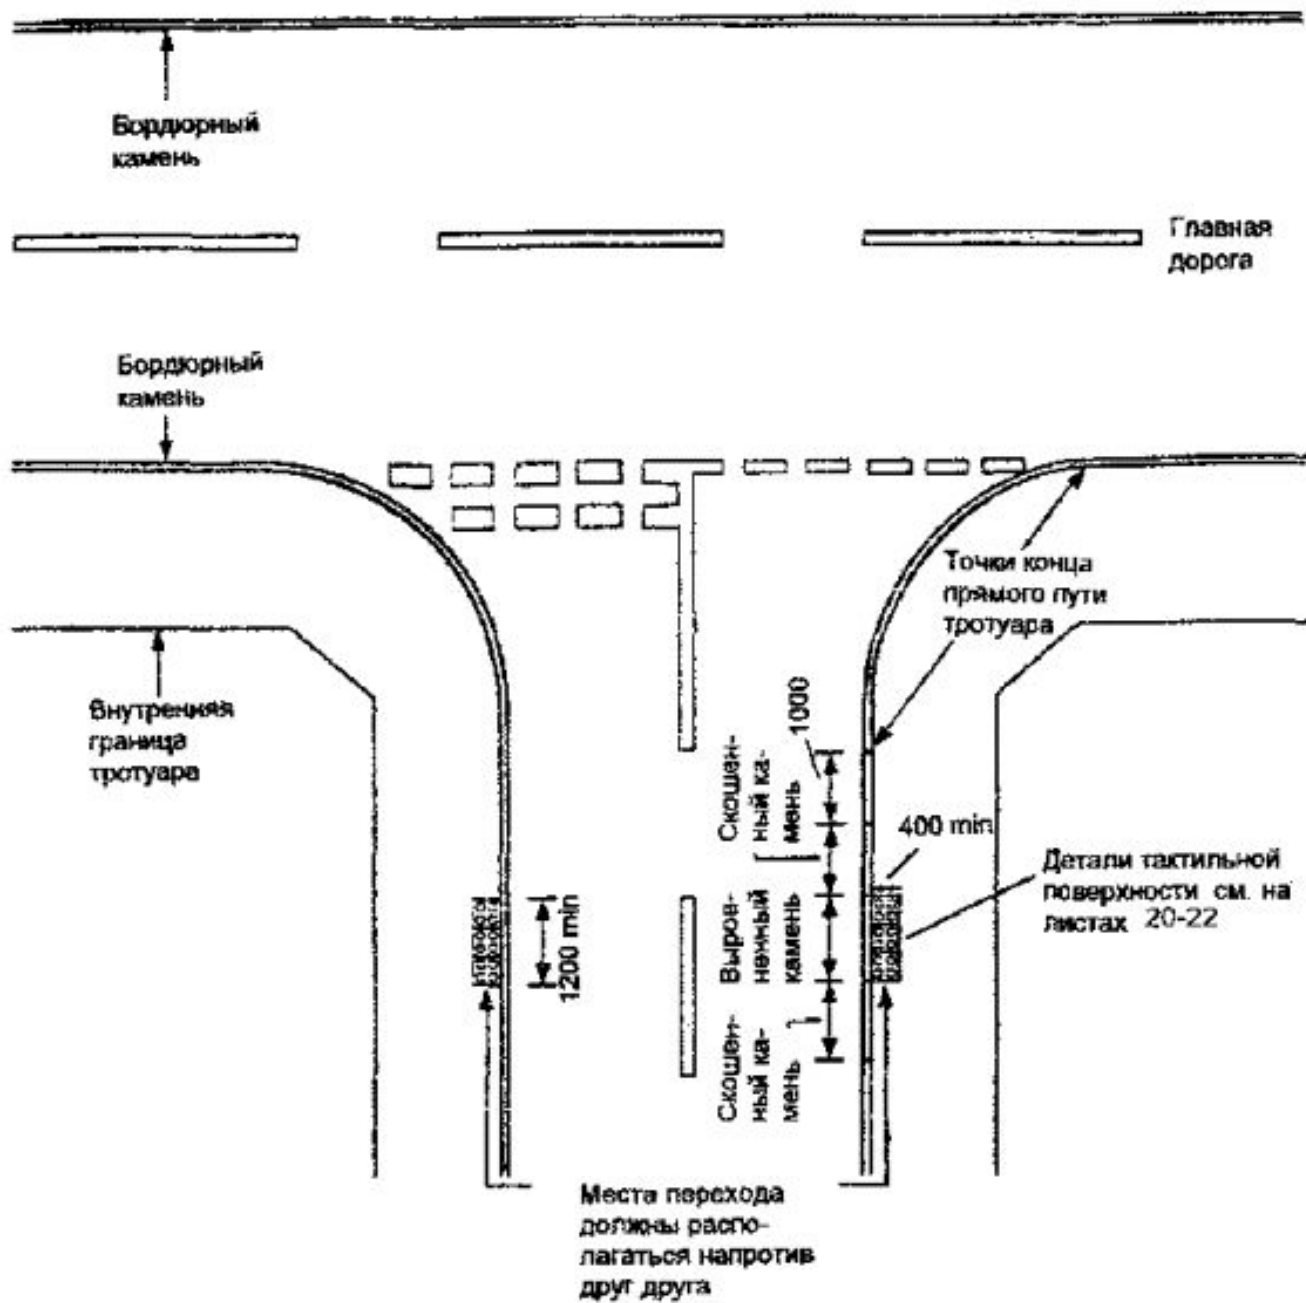 Бордюрный
камень
Главная
дорога
Бордюрный
камень
Точки конца
прямого пути
тротуара
Внутренняя
граница
тротуара
1000
Скошен-
ный ка-
мень
400 min
Детали тактильной
поверхности см. на
листах 20-22
1200 min
Выров-
ненный
камень
Скошен-
ный ка-
мень
Места перехода
должны распо-
лагаться напротив
друг друга